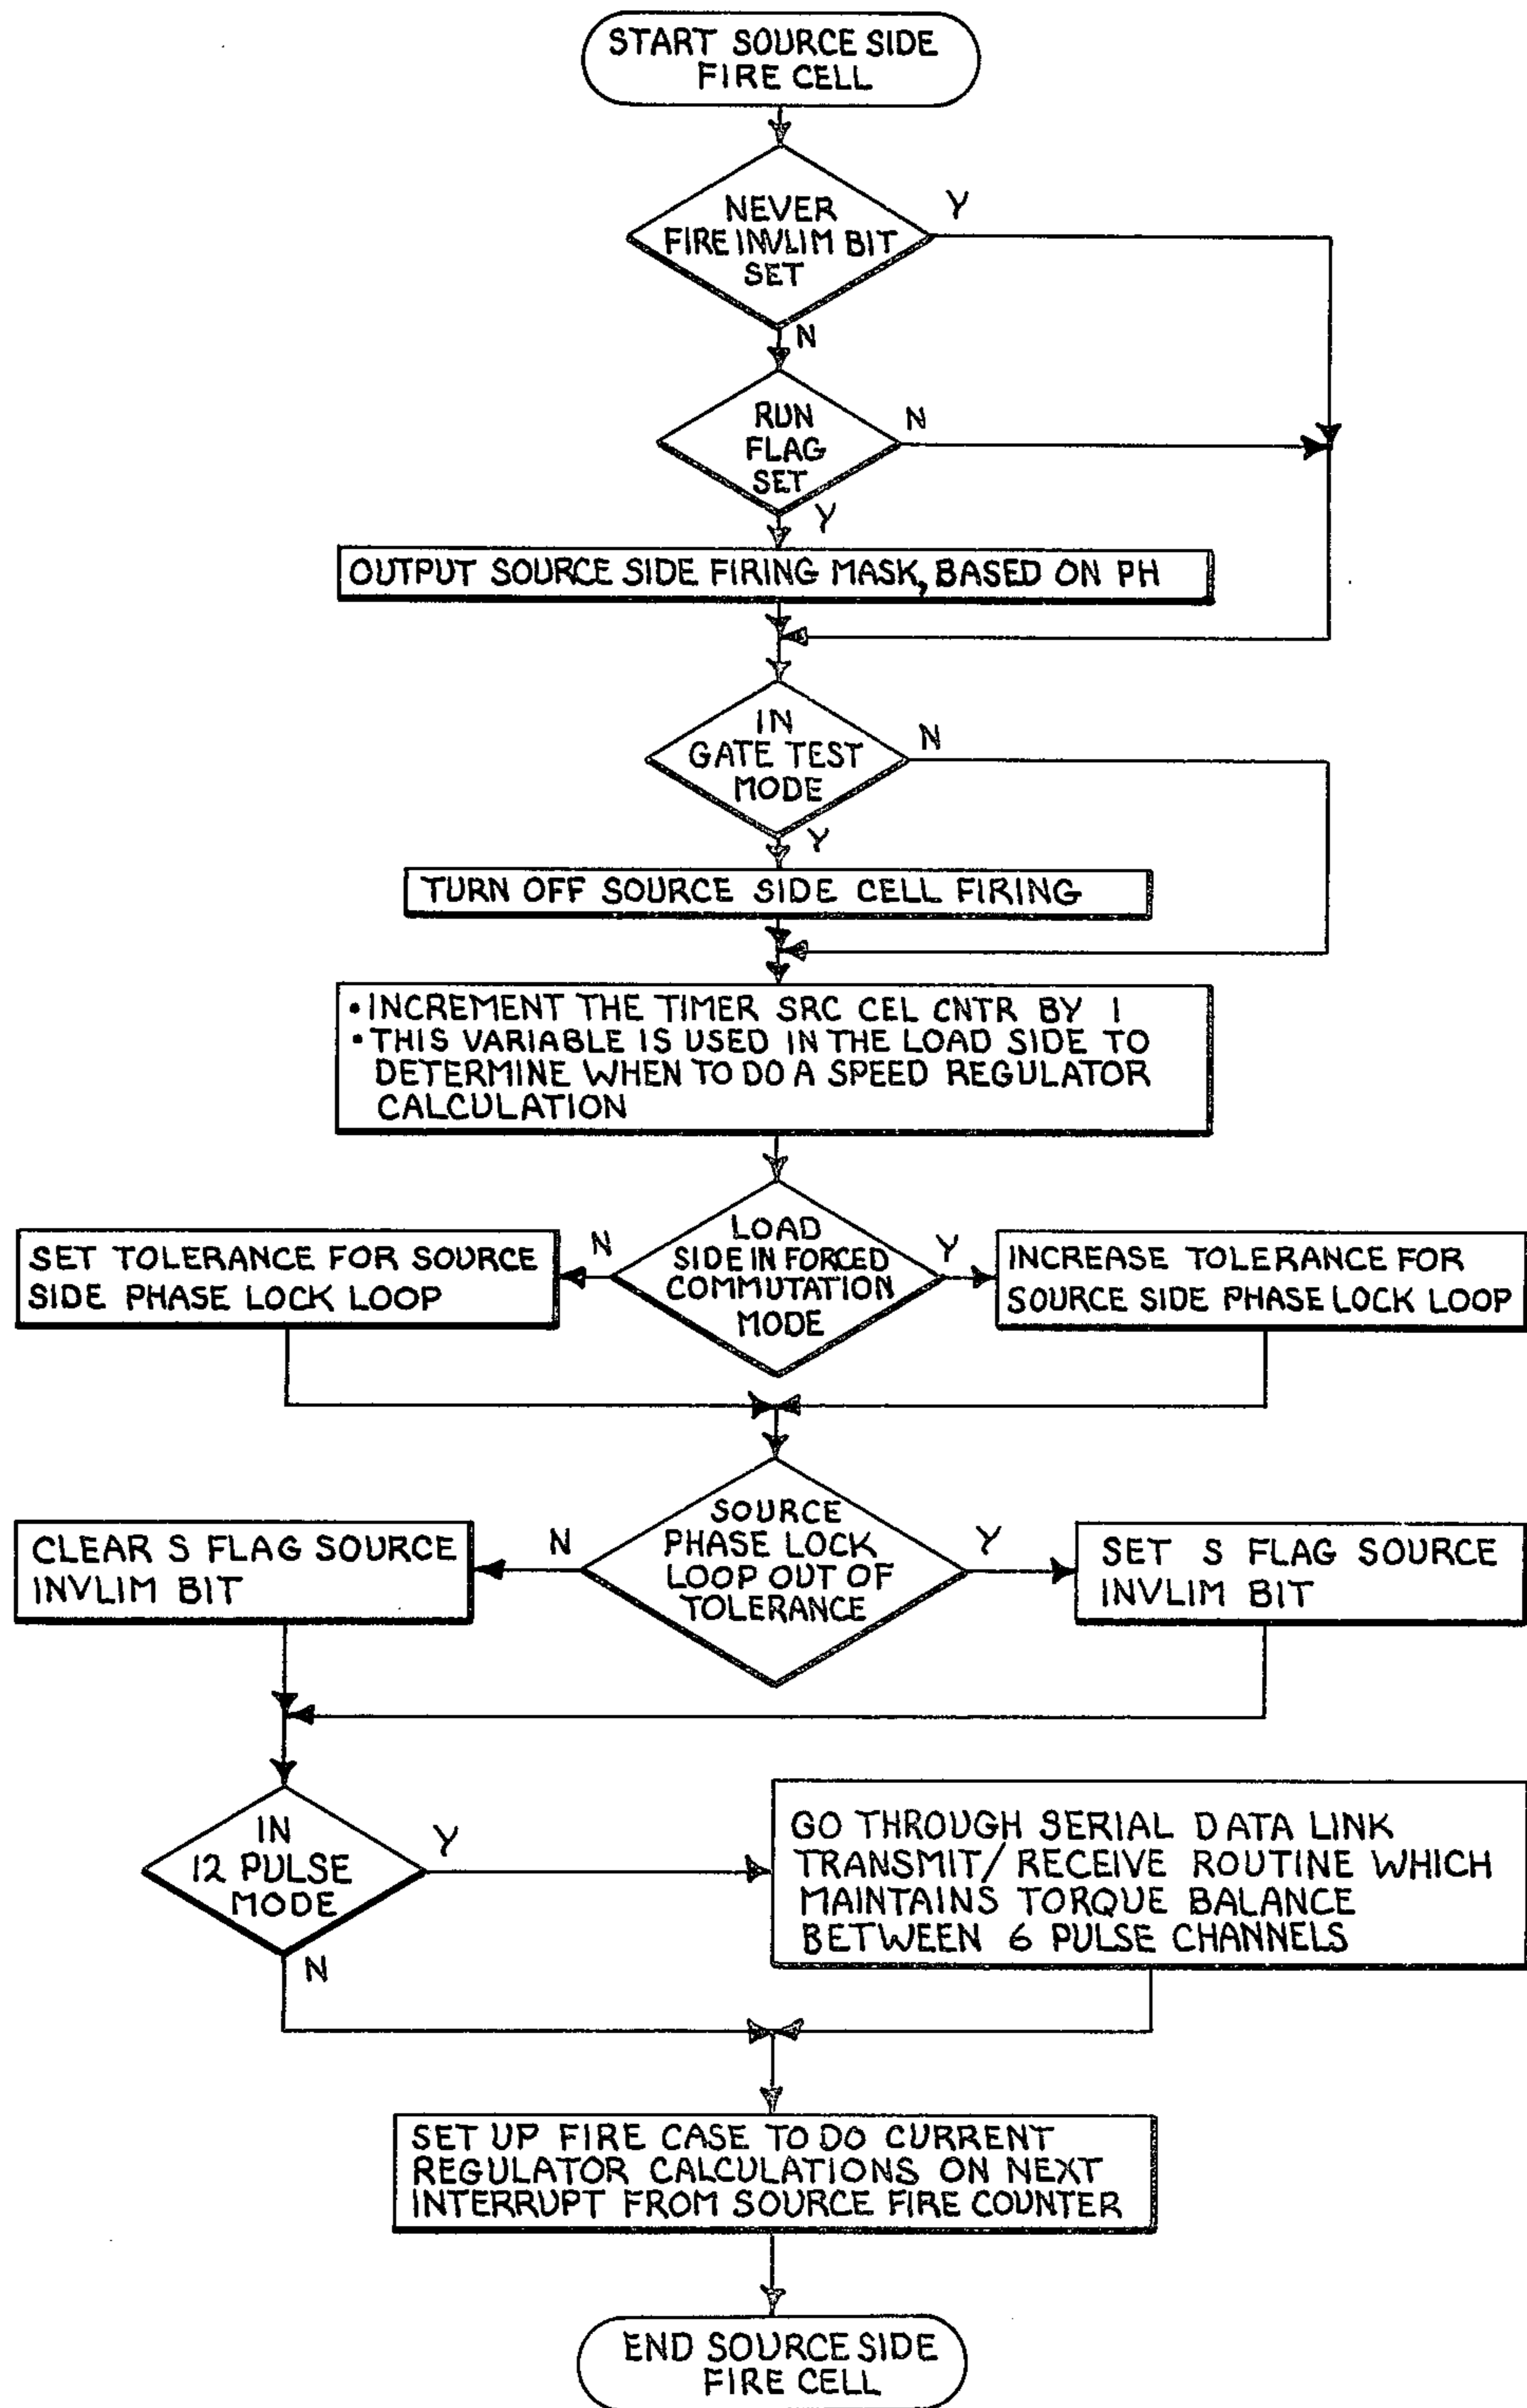 START SOURCE SIDE
FIRE CELL
NEVER
FIRE INVLIM BIT
SET
Y
N
RUN
FLAG
SET
N
Y
OUTPUT SOURCE SIDE FIRING MASK, BASED ON PH
IN
GATE TEST
MODE
N
Y
TURN OFF SOURCE SIDE CELL FIRING
• INCREMENT THE TIMER SRC CEL CNTR BY 1
• THIS VARIABLE IS USED IN THE LOAD SIDE TO
DETERMINE WHEN TO DO A SPEED REGULATOR
CALCULATION
SET TOLERANCE FOR SOURCE
SIDE PHASE LOCK LOOP
N
LOAD
SIDE IN FORCED
COMMUTATION
MODE
Y
INCREASE TOLERANCE FOR
SOURCE SIDE PHASE LOCK LOOP
CLEAR S FLAG SOURCE
INVLIM BIT
N
SOURCE
PHASE LOCK
LOOP OUT OF
TOLERANCE
Y
SET S FLAG SOURCE
INVLIM BIT
IN
12 PULSE
MODE
Y
N
GO THROUGH SERIAL DATA LINK
TRANSMIT/RECEIVE ROUTINE WHICH
MAINTAINS TORQUE BALANCE
BETWEEN 6 PULSE CHANNELS
SET UP FIRE CASE TO DO CURRENT
REGULATOR CALCULATIONS ON NEXT
INTERRUPT FROM SOURCE FIRE COUNTER
END SOURCE SIDE
FIRE CELL